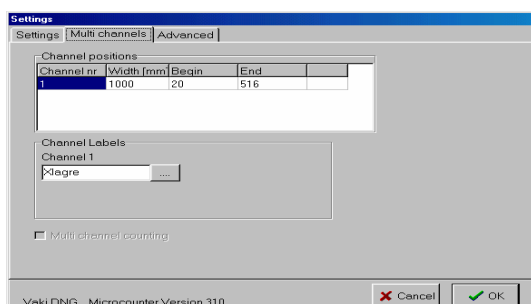 Settings
Settings Multi channels Advanced
Channel positions
Channel nr Width [mm] Begin End
1 1000 20 516
Channel Labels
Channel 1
Xlagre ....
Multi channel counting
Cancel OK
Vaki DNG Microcounter Version 310